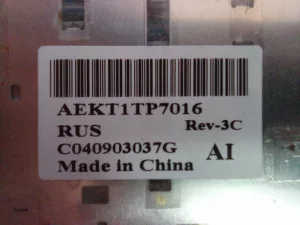 AEKT1TP7016
RUS Rev-3C
C040903037G AI
Made in China